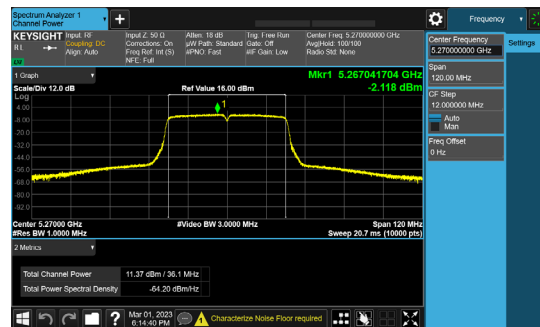 Spectrum Analyzer 1
Channel Power
Frequency
KEYSIGHT
Input: RF
Coupling: DC
Align: Auto
Input Z: 50 Ω
Corrections: On
Freq Ref: Int (S)
NFE: Full
Atten: 18 dB
µW Path: Standard
#PNO: Fast
Trig: Free Run
Gate: Off
#IF Gain: Low
Center Freq: 5.270000000 GHz
Avg|Hold: 100/100
Radio Std: None
Center Frequency
5.270000000 GHz
Settings
Span
120.00 MHz
CF Step
12.000000 MHz
Auto
Man
Freq Offset
0 Hz
1 Graph
Mkr1 5.267041704 GHz
Scale/Div 12.0 dB
Ref Value 16.00 dBm
-2.118 dBm
Log
4.00
-8.00
-20.0
-32.0
-44.0
-56.0
-68.0
-80.0
-92.0
1
Center 5.27000 GHz
#Video BW 3.0000 MHz
Span 120 MHz
#Res BW 1.0000 MHz
Sweep 20.7 ms (10000 pts)
2 Metrics
Total Channel Power
11.37 dBm / 36.1 MHz
Total Power Spectral Density
-64.20 dBm/Hz
Mar 01, 2023
6:14:40 PM
Characterize Noise Floor required